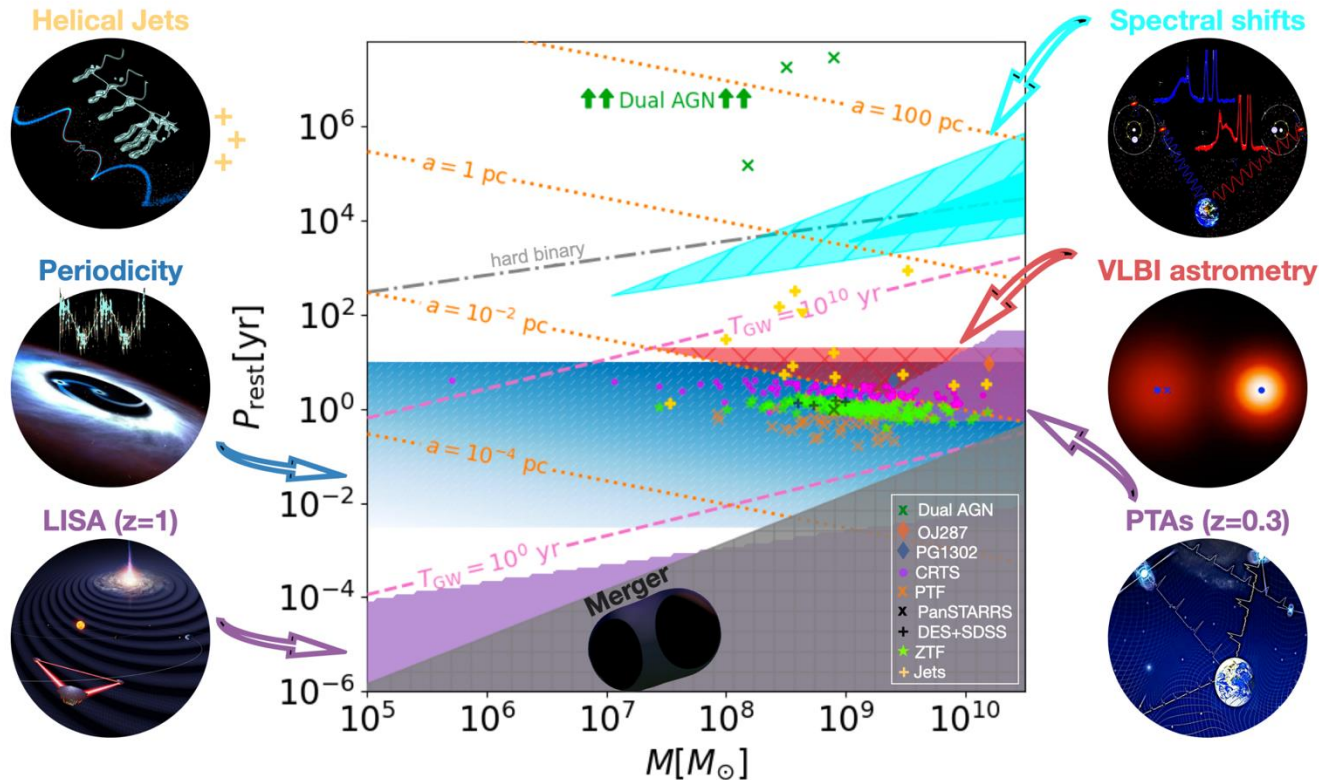 Helical Jets
Periodicity
LISA (z=1)
Spectral shifts
VLBI astrometry
PTAs (z=0.3)
P_rest[yr]
10^6
10^4
10^2
10^0
10^-2
10^-4
10^-6
10^5
10^6
10^7
10^8
10^9
10^10
M[M_⊙]
Dual AGN
a = 100 pc
a = 1 pc
hard binary
a = 10^-2 pc
T_GW = 10^10 yr
a = 10^-4 pc
T_GW = 10^0 yr
Merger
Dual AGN
OJ287
PG1302
CRTS
PTF
PanSTARRS
DES+SDSS
ZTF
Jets